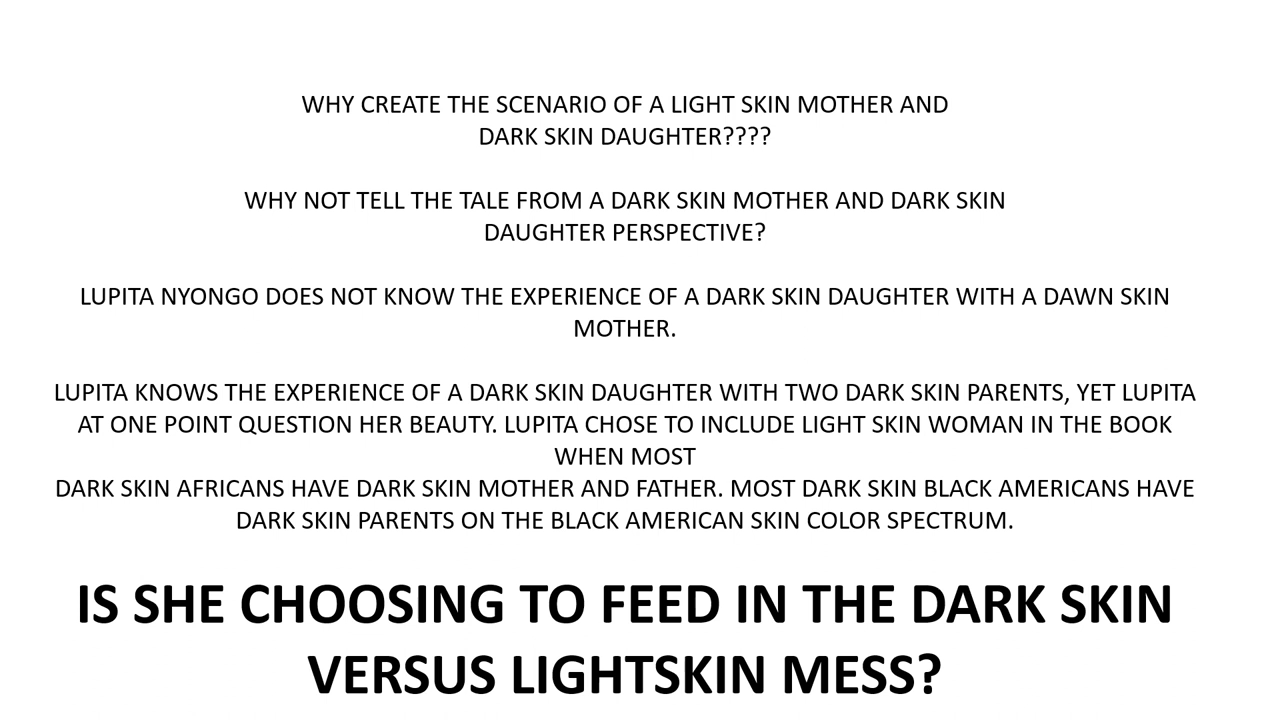 WHY CREATE THE SCENARIO OF A LIGHT SKIN MOTHER AND
DARK SKIN DAUGHTER????
WHY NOT TELL THE TALE FROM A DARK SKIN MOTHER AND DARK SKIN
DAUGHTER PERSPECTIVE?
LUPITA NYONGO DOES NOT KNOW THE EXPERIENCE OF A DARK SKIN DAUGHTER WITH A DAWN SKIN
MOTHER.
LUPITA KNOWS THE EXPERIENCE OF A DARK SKIN DAUGHTER WITH TWO DARK SKIN PARENTS, YET LUPITA
AT ONE POINT QUESTION HER BEAUTY. LUPITA CHOSE TO INCLUDE LIGHT SKIN WOMAN IN THE BOOK
WHEN MOST
DARK SKIN AFRICANS HAVE DARK SKIN MOTHER AND FATHER. MOST DARK SKIN BLACK AMERICANS HAVE
DARK SKIN PARENTS ON THE BLACK AMERICAN SKIN COLOR SPECTRUM.
IS SHE CHOOSING TO FEED IN THE DARK SKIN
VERSUS LIGHTSKIN MESS?